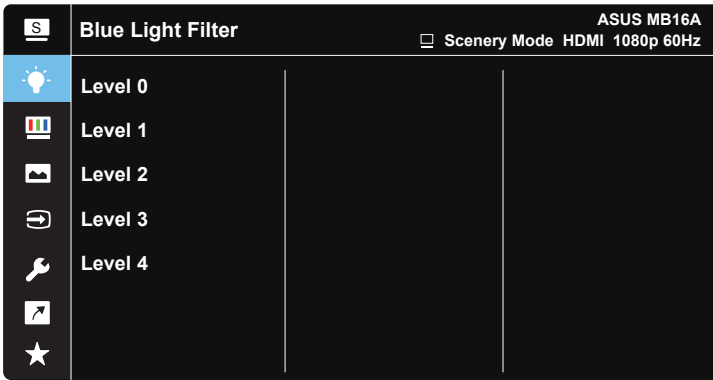 S
Blue Light Filter
ASUS MB16A
Scenery Mode HDMI 1080p 60Hz
Level 0
Level 1
Level 2
Level 3
Level 4